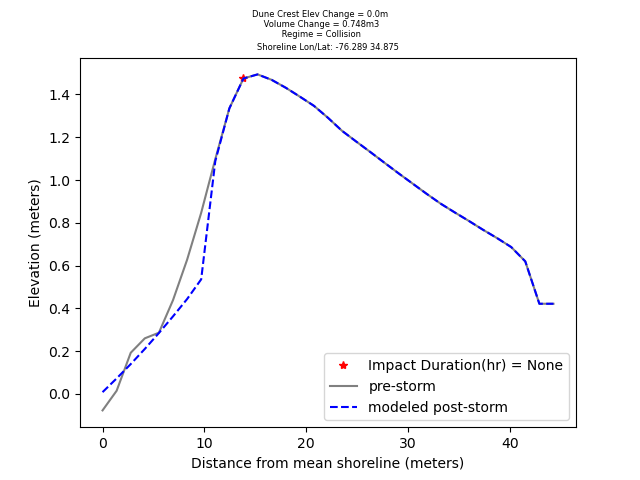 Dune Crest Elev Change = 0.0m
Volume Change = 0.748m3
Regime = Collision
Shoreline Lon/Lat: -76.289 34.875
1.4
1.2
1.0
0.8
0.6
0.4
0.2
0.0
Elevation (meters)
Impact Duration(hr) = None
pre-storm
modeled post-storm
0 10 20 30 40
Distance from mean shoreline (meters)